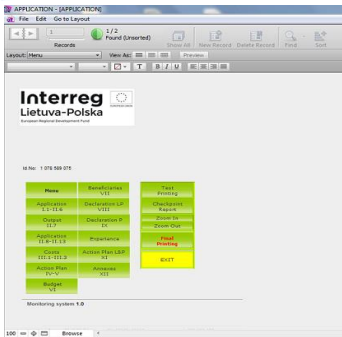 APPLICATION - [APPLICATION]
File Edit Go to Layout
1
1 / 2
Found (Unsorted)
Records
Show All New Record Delete Record Find Sort
Layout: Menu View As: Preview
T B I U
Interreg
Lietuva-Polska
European Regional Development Fund
Id.No: 1 078 589 075
Menu
Beneficiaries
VII
Test
Printing
Application
I.1-II.6
Declaration LP
VIII
Checkpoint
Report
Output
II.7
Declaration P
IX
Zoom In
Zoom Out
Application
II.8-II.13
Experience
Final
Printing
Costs
III.1-III.2
Action Plan L&P
XI
EXIT
Action Plan
IV-V
Annexes
XII
Budget
VI
Monitoring system 1.0
100 Browse